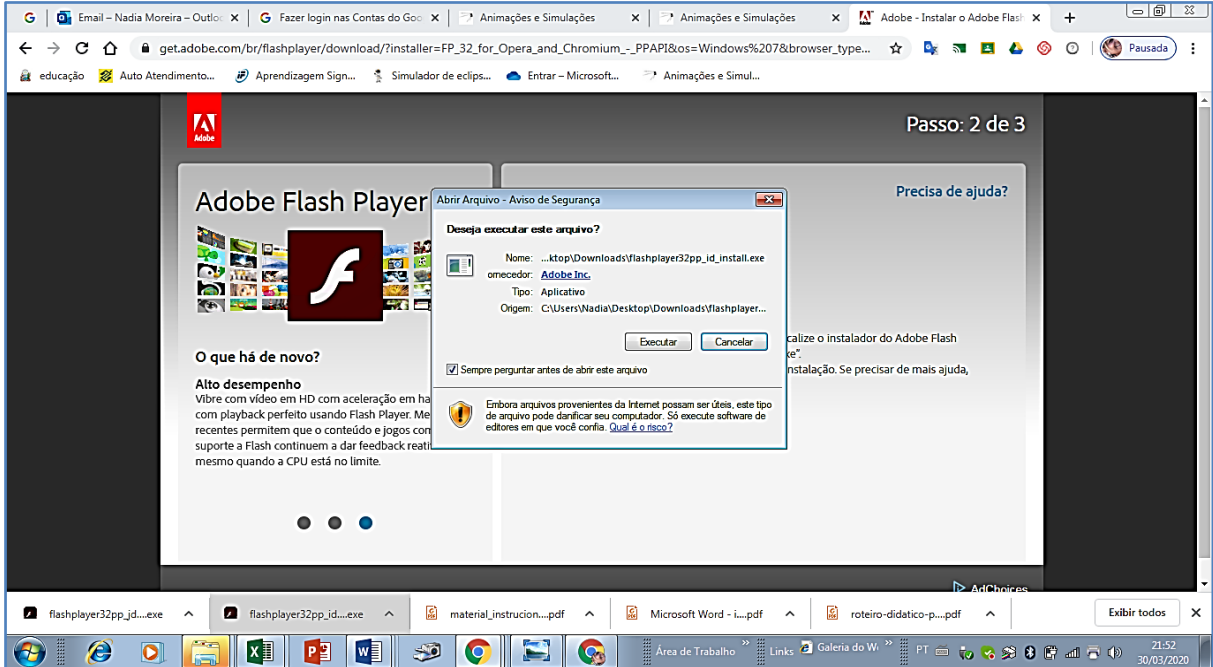 Email – Nadia Moreira – Outloo
Fazer login nas Contas do Goo
Animações e Simulações
Animações e Simulações
Adobe - Instalar o Adobe Flash
get.adobe.com/br/flashplayer/download/?installer=FP_32_for_Opera_and_Chromium_-_PPAPI&os=Windows%207&browser_type...
Pausada
educação
Auto Atendimento...
Aprendizagem Sign...
Simulador de eclips...
Entrar – Microsoft...
Animações e Simul...
Adobe
Passo: 2 de 3
Adobe Flash Player
Precisa de ajuda?
Abrir Arquivo - Aviso de Segurança
Deseja executar este arquivo?
Nome: ...ktop\Downloads\flashplayer32pp_id_install.exe
ornecedor: Adobe Inc.
Tipo: Aplicativo
Origem: C:\Users\Nadia\Desktop\Downloads\flashplayer...
Executar
Cancelar
Sempre perguntar antes de abrir este arquivo
Embora arquivos provenientes da Internet possam ser úteis, este tipo
de arquivo pode danificar seu computador. Só execute software de
editores em que você confia. Qual é o risco?
calize o instalador do Adobe Flash
xe".
nstalação. Se precisar de mais ajuda,
O que há de novo?
Alto desempenho
Vibre com vídeo em HD com aceleração em ha
com playback perfeito usando Flash Player. Me
recentes permitem que o conteúdo e jogos con
suporte a Flash continuem a dar feedback reati
mesmo quando a CPU está no limite.
AdChoices
flashplayer32pp_jd....exe
flashplayer32pp_id....exe
material_instrucion....pdf
Microsoft Word - i....pdf
roteiro-didatico-p....pdf
Exibir todos
Área de Trabalho
Links
Galeria do Wi
PT
21:52
30/03/2020